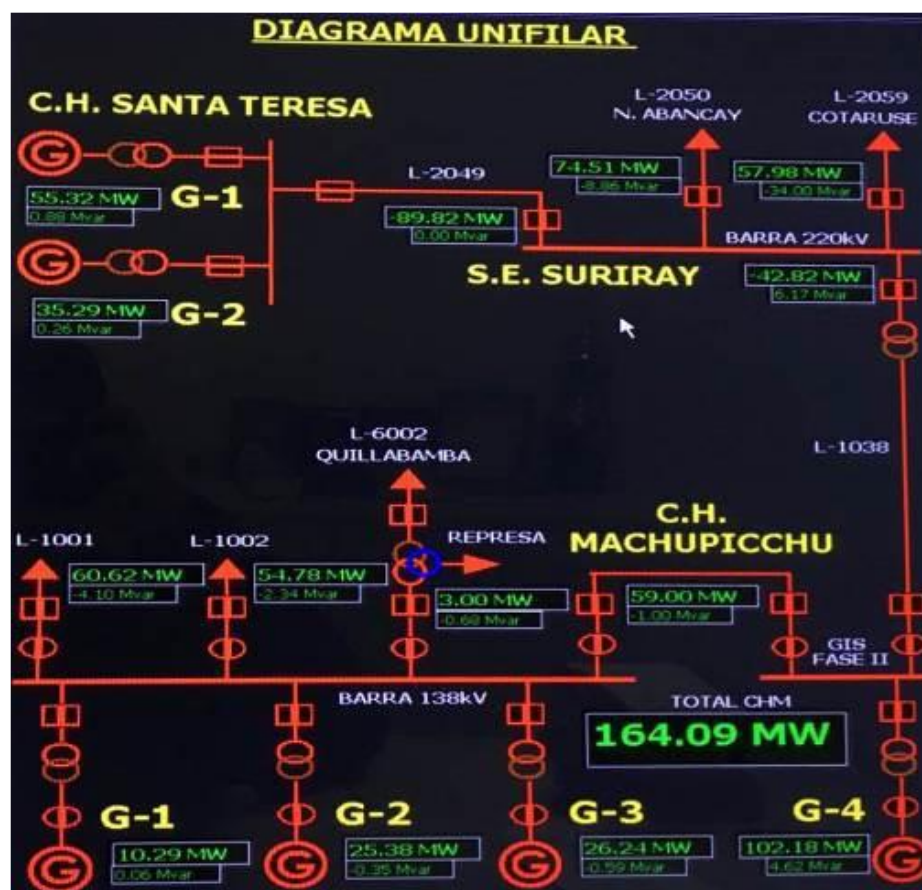 DIAGRAMA UNIFILAR
C.H. SANTA TERESA
L-2050
N. ABANCAY
L-2059
COTARUSE
G
55.32 MW
0.88 Mvar
G-1
L-2049
-89.82 MW
0.00 Mvar
74.51 MW
-8.86 Mvar
57.98 MW
-34.00 Mvar
BARRA 220kV
G
35.29 MW
0.26 Mvar
G-2
S.E. SURIRAY
-42.82 MW
6.17 Mvar
L-6002
QUILLABAMBA
L-1038
L-1001
L-1002
REPRESA
C.H.
MACHUPICCHU
60.62 MW
-4.10 Mvar
54.78 MW
-2.34 Mvar
3.00 MW
-0.68 Mvar
59.00 MW
-1.00 Mvar
GIS
FASE II
BARRA 138kV
TOTAL CHM
164.09 MW
G-1
G-2
G-3
G-4
G
10.29 MW
0.06 Mvar
G
25.38 MW
-0.35 Mvar
G
26.24 MW
-0.59 Mvar
102.18 MW
4.62 Mvar
G